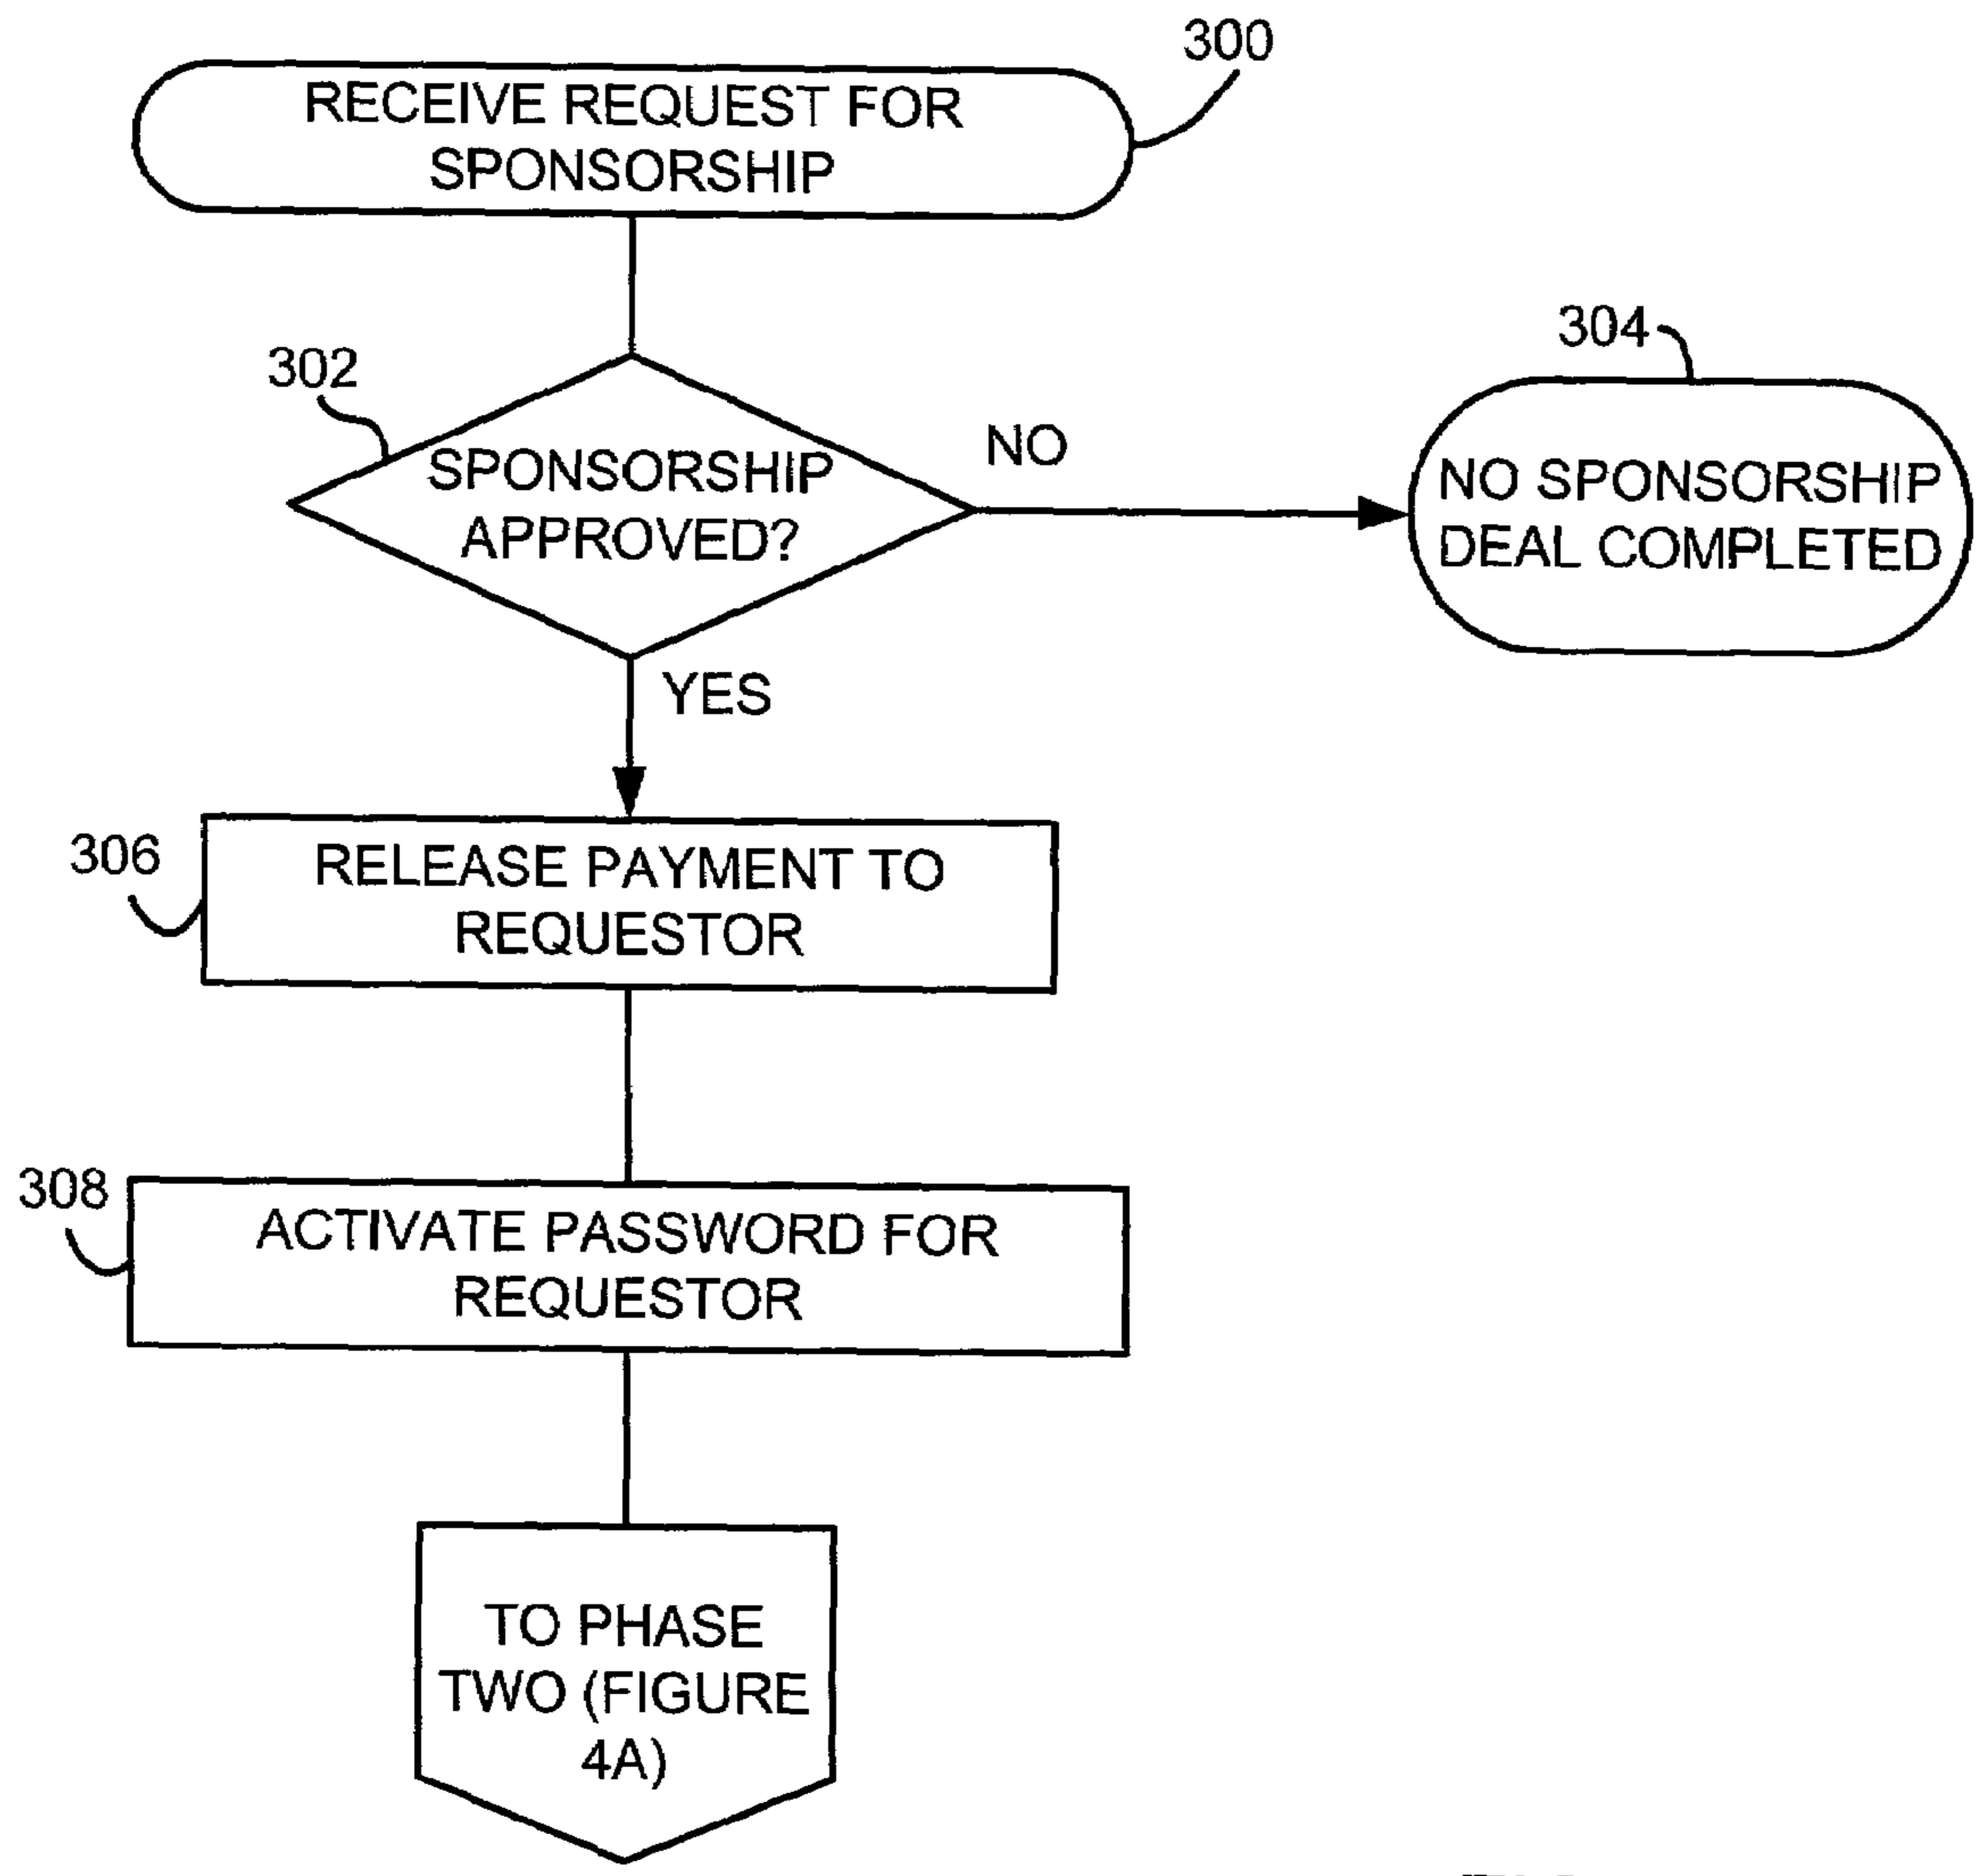 300
RECEIVE REQUEST FOR
SPONSORSHIP
302
SPONSORSHIP
APPROVED?
NO
304
NO SPONSORSHIP
DEAL COMPLETED
YES
306
RELEASE PAYMENT TO
REQUESTOR
308
ACTIVATE PASSWORD FOR
REQUESTOR
TO PHASE
TWO (FIGURE
4A)